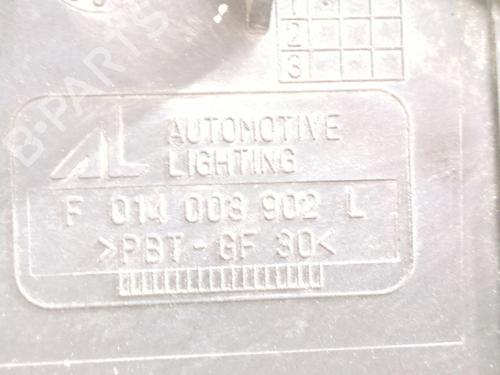 1
2
3
AL AUTOMOTIVE
LIGHTING
F 014 003 902 L
>PBT-GF 30<
B-PARTS